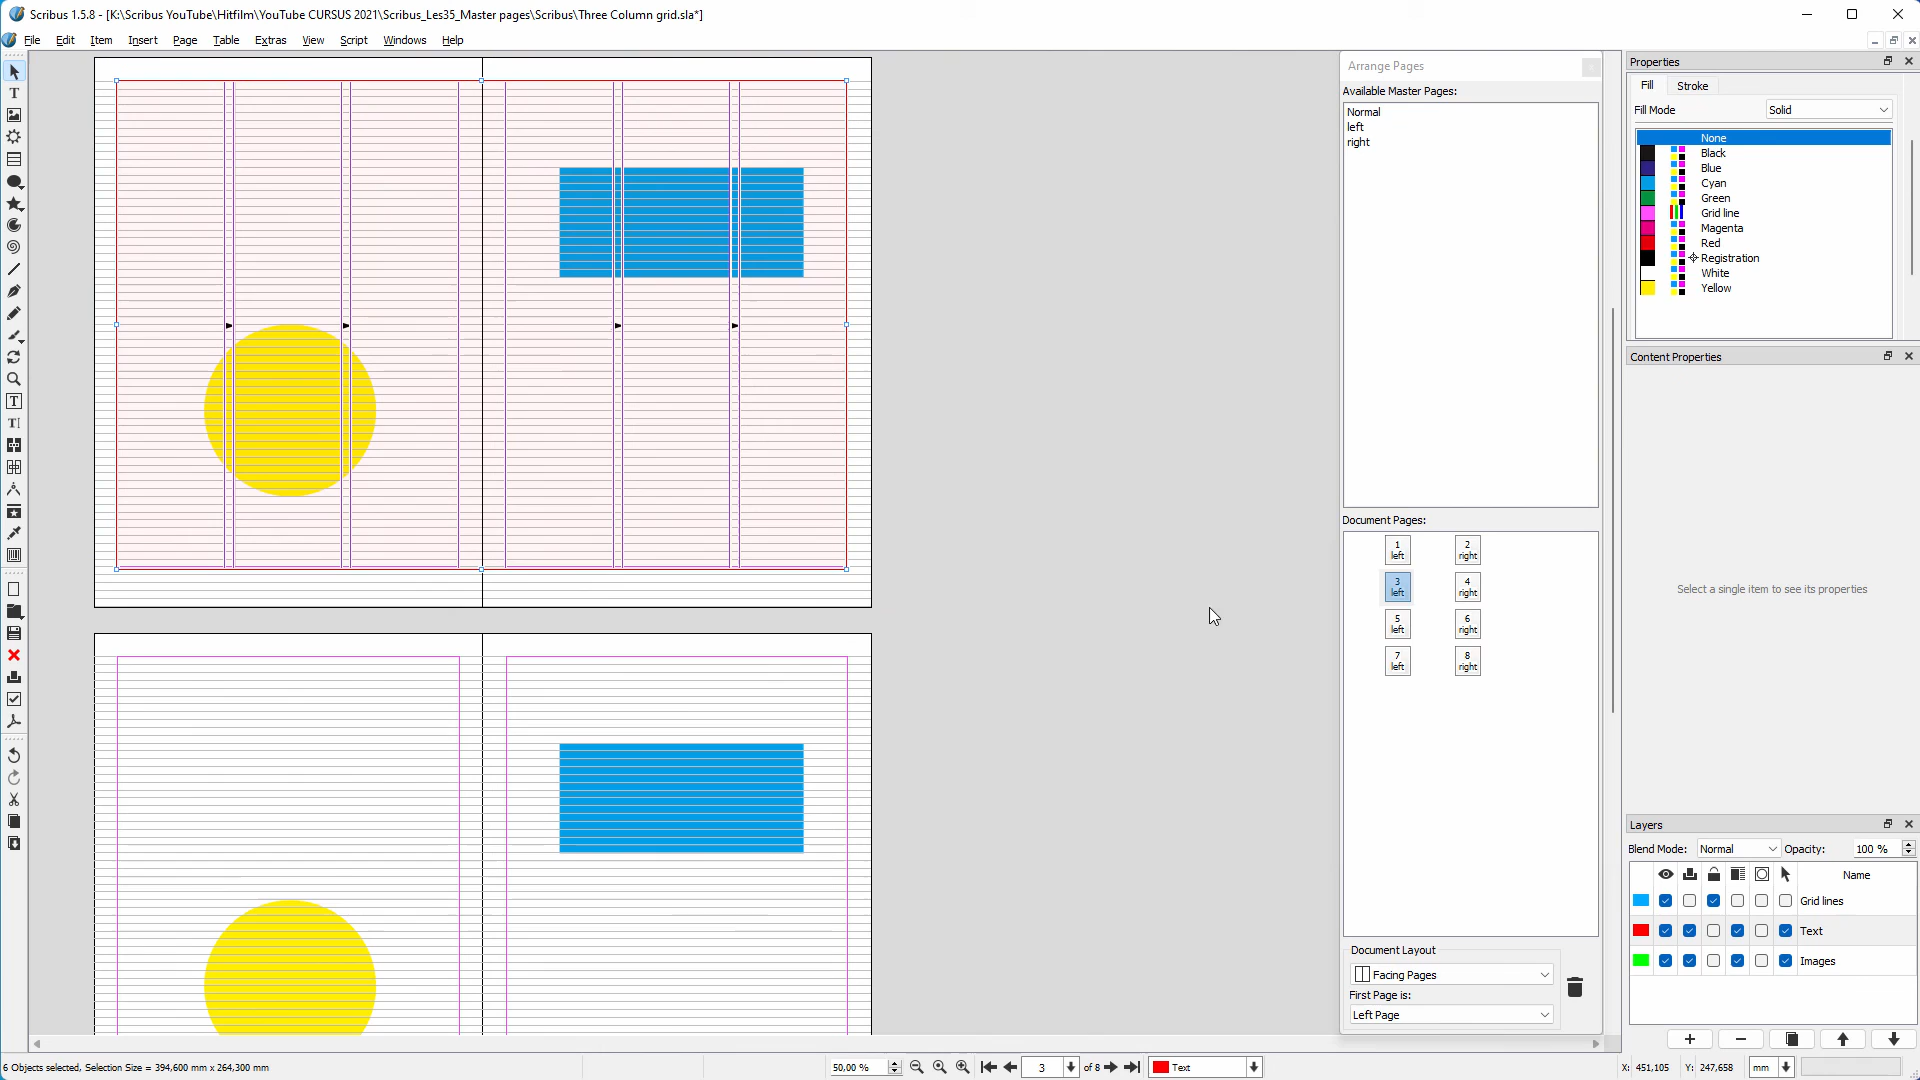 Scribus 1.5.8 - [K:\Scribus YouTube\Hitfilm\YouTube CURSUS 2021\Scribus_Les35_Master pages\Scribus\Three Column grid.sla*]
File Edit Item Insert Page Table Extras View Script Windows Help
Arrange Pages
Available Master Pages:
Normal
left
right
Document Pages:
1 2
left right
3 4
left right
5 6
left right
7 8
left right
Document Layout
Facing Pages
First Page is:
Left Page
Properties
Fill Stroke
Fill Mode Solid
None
Black
Blue
Cyan
Green
Grid line
Magenta
Red
Registration
White
Yellow
Content Properties
Select a single item to see its properties
Layers
Blend Mode: Normal Opacity: 100 %
Name
Grid lines
Text
Images
6 Objects selected, Selection Size = 394,600 mm x 264,300 mm 50,00 % 3 of 8 Text X: 451,105 Y: 247,658 mm